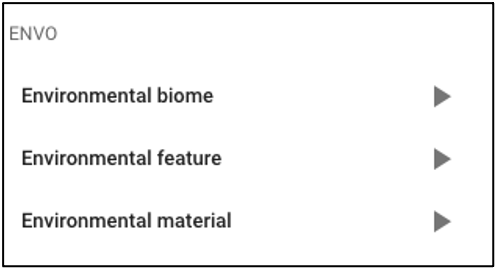 ENVO
Environmental biome
Environmental feature
Environmental material